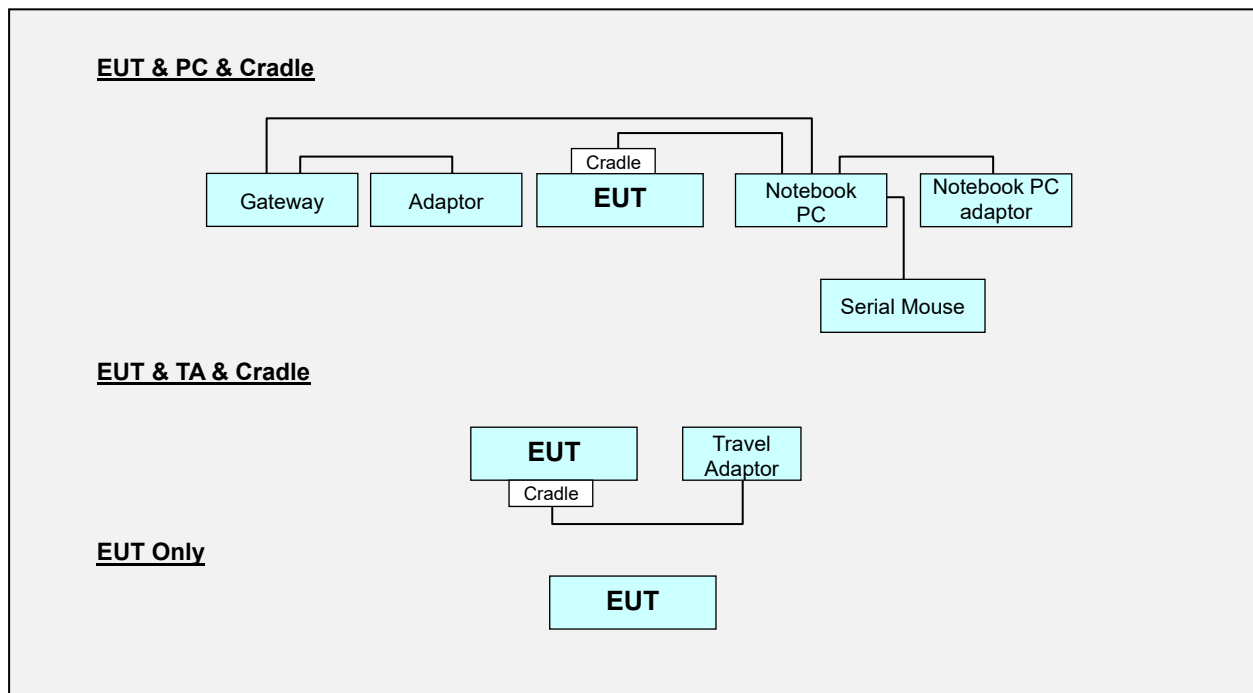 EUT & PC & Cradle
Cradle
Gateway
Adaptor
EUT
Notebook
PC
Notebook PC
adaptor
Serial Mouse
EUT & TA & Cradle
EUT
Travel
Adaptor
Cradle
EUT Only
EUT